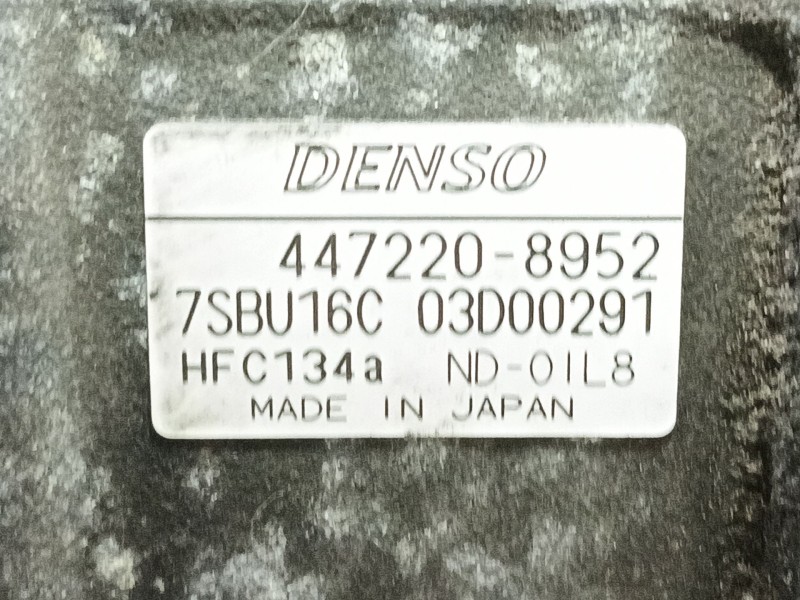 DENSO
447220-8952
7SBU16C 03D00291
HFC134a ND-OIL8
MADE IN JAPAN